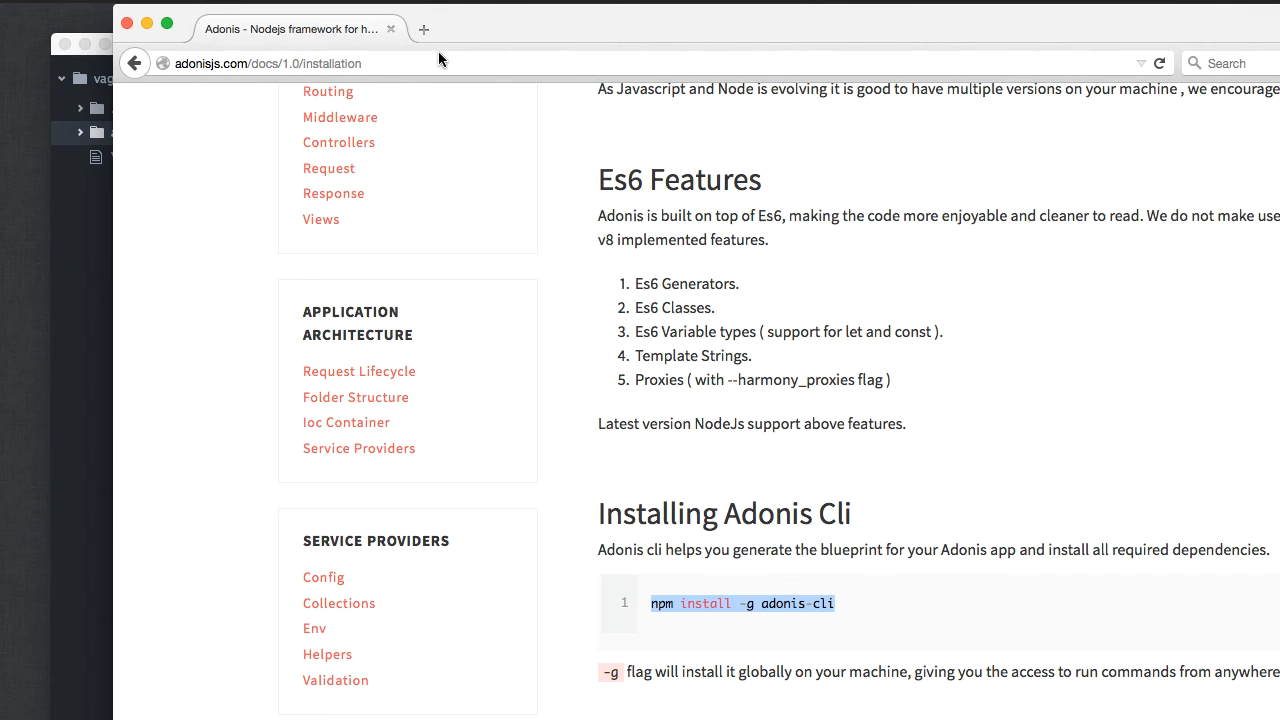 Adonis - Nodejs framework for h...
adonisjs.com/docs/1.0/installation
Search
vag
Routing
Middleware
Controllers
Request
Response
Views
APPLICATION
ARCHITECTURE
Request Lifecycle
Folder Structure
Ioc Container
Service Providers
SERVICE PROVIDERS
Config
Collections
Env
Helpers
Validation
As Javascript and Node is evolving it is good to have multiple versions on your machine , we encourage
Es6 Features
Adonis is built on top of Es6, making the code more enjoyable and cleaner to read. We do not make use
v8 implemented features.
1. Es6 Generators.
2. Es6 Classes.
3. Es6 Variable types ( support for let and const ).
4. Template Strings.
5. Proxies ( with --harmony_proxies flag )
Latest version NodeJs support above features.
Installing Adonis Cli
Adonis cli helps you generate the blueprint for your Adonis app and install all required dependencies.
1 npm install -g adonis-cli
-g flag will install it globally on your machine, giving you the access to run commands from anywhere